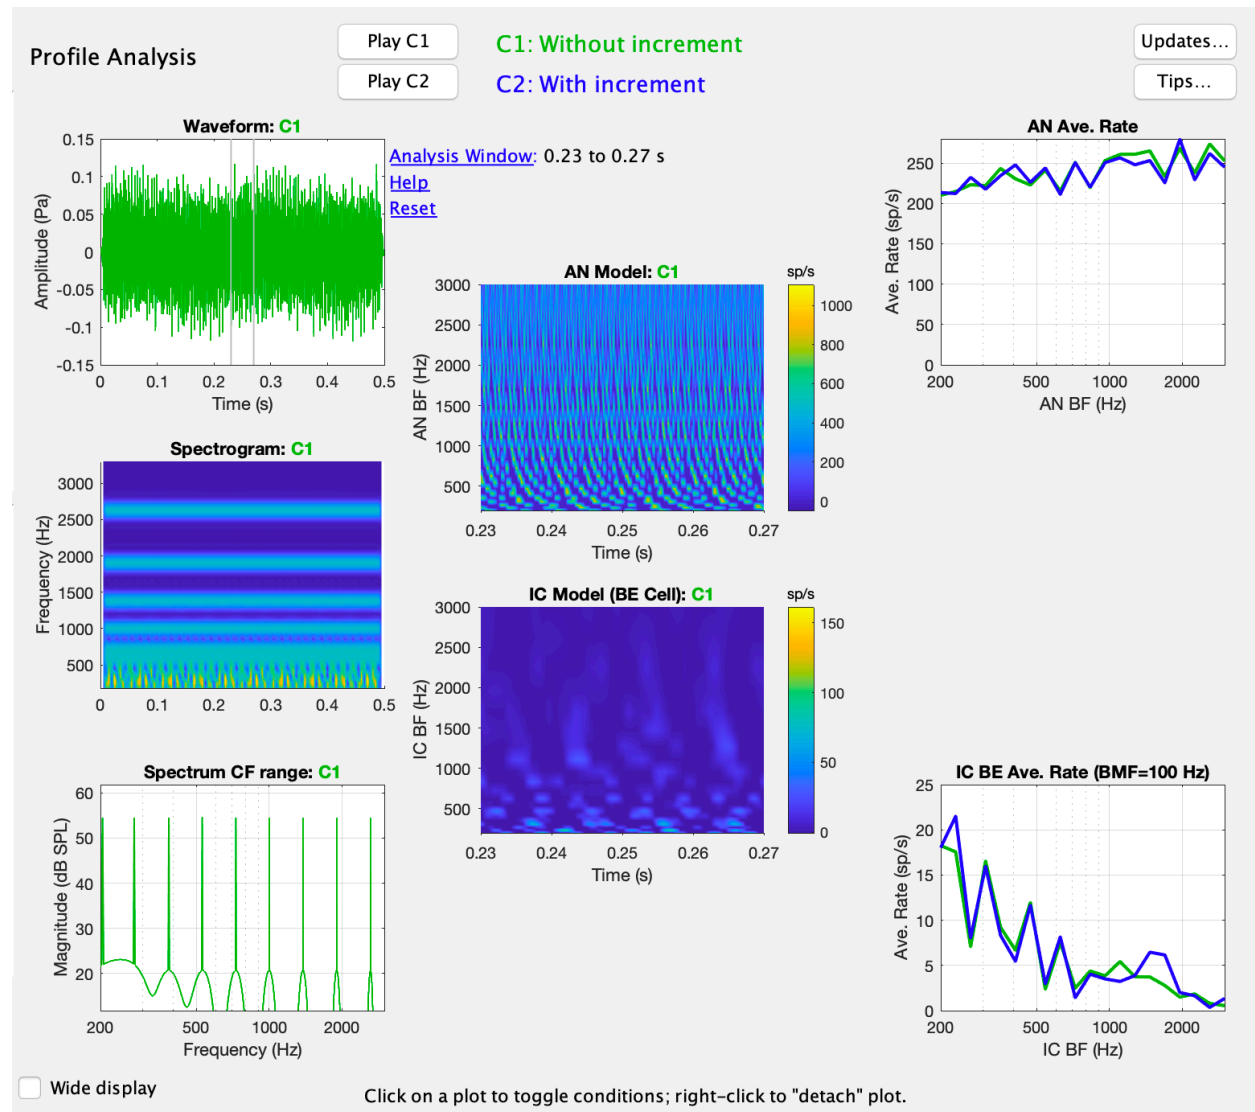 Profile Analysis
Play C1
Play C2
C1: Without increment
C2: With increment
Updates...
Tips...
Waveform: C1
0.15
0.1
0.05
0
-0.05
-0.1
-0.15
Amplitude (Pa)
0 0.1 0.2 0.3 0.4 0.5
Time (s)
Analysis Window: 0.23 to 0.27 s
Help
Reset
AN Ave. Rate
250
200
150
100
50
0
Ave. Rate (sp/s)
200 500 1000 2000
AN BF (Hz)
AN Model: C1
sp/s
3000
2500
2000
1500
1000
500
AN BF (Hz)
1000
800
600
400
200
0
0.23 0.24 0.25 0.26 0.27
Time (s)
Spectrogram: C1
3000
2500
2000
1500
1000
500
Frequency (Hz)
0 0.1 0.2 0.3 0.4 0.5
IC Model (BE Cell): C1
sp/s
3000
2500
2000
1500
1000
500
IC BF (Hz)
150
100
50
0
0.23 0.24 0.25 0.26 0.27
Time (s)
Spectrum CF range: C1
60
50
40
30
20
Magnitude (dB SPL)
200 500 1000 2000
Frequency (Hz)
IC BE Ave. Rate (BMF=100 Hz)
25
20
15
10
5
0
Ave. Rate (sp/s)
200 500 1000 2000
IC BF (Hz)
Wide display
Click on a plot to toggle conditions; right-click to "detach" plot.